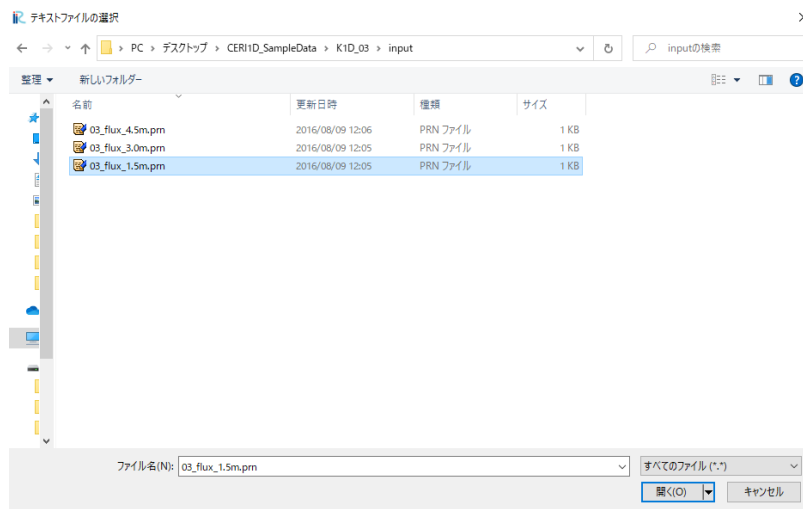 iRC テキストファイルの選択
PC › デスクトップ › CERI1D_SampleData › K1D_03 › input
inputの検索
整理 新しいフォルダー
名前 更新日時 種類 サイズ
03_flux_4.5m.prn 2016/08/09 12:06 PRN ファイル 1 KB
03_flux_3.0m.prn 2016/08/09 12:05 PRN ファイル 1 KB
03_flux_1.5m.prn 2016/08/09 12:05 PRN ファイル 1 KB
ファイル名(N): 03_flux_1.5m.prn すべてのファイル (*.*)
開く(O) キャンセル